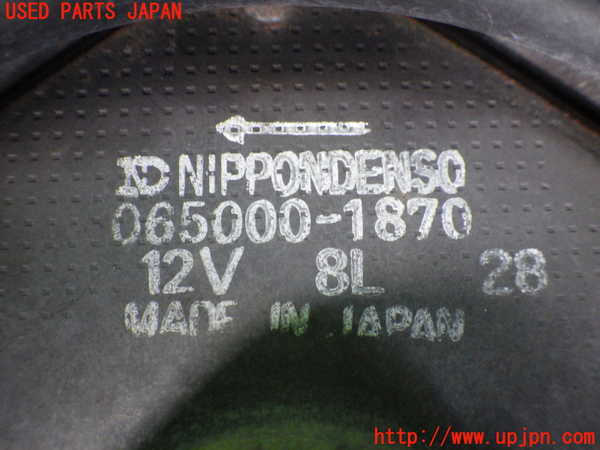 USED PARTS JAPAN
ND NiPPONDENSO
065000-1870
12V 8L 28
MADE IN JAPAN
http://www.upjpn.com/